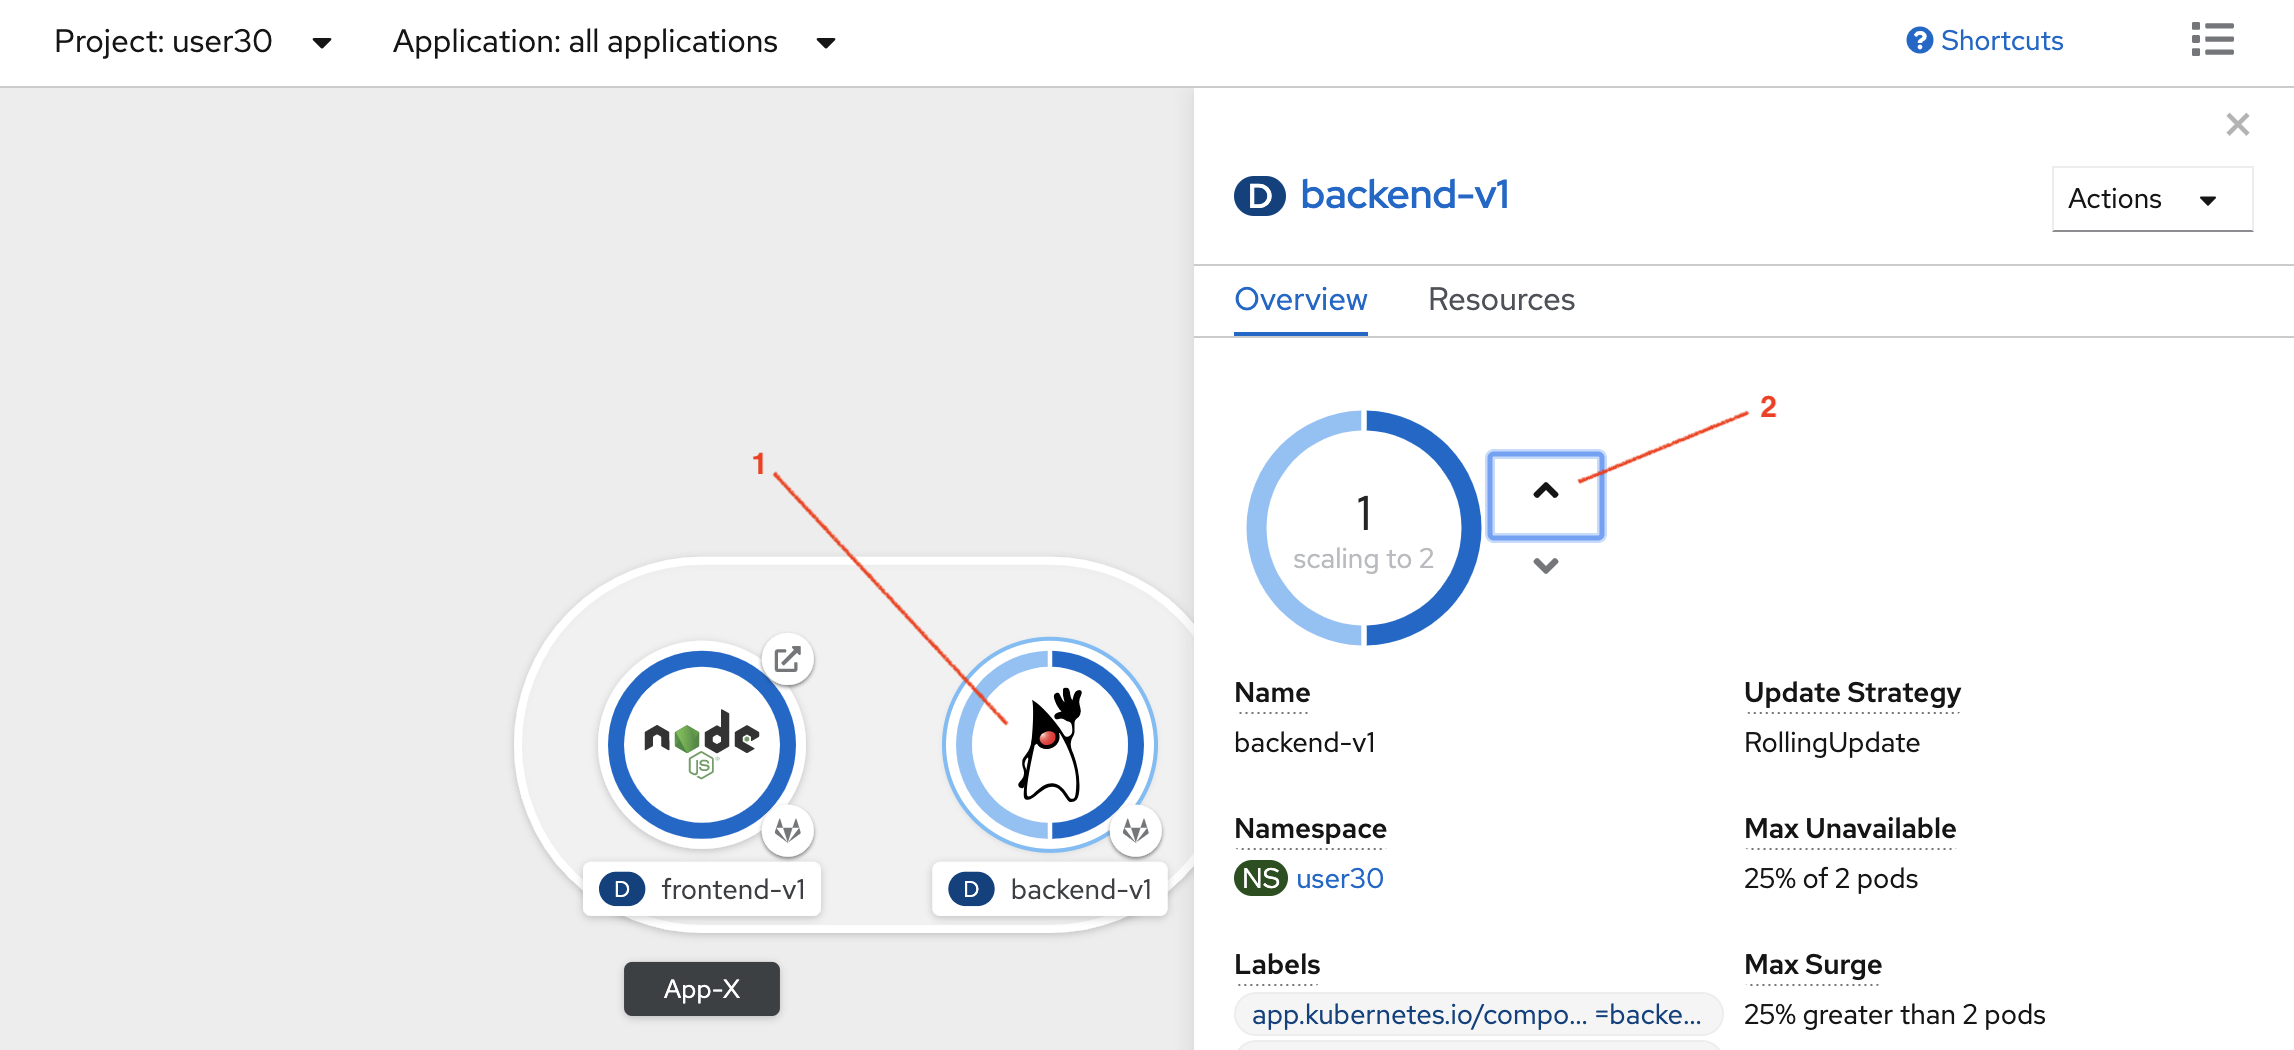 Project: user30
Application: all applications
Shortcuts
D backend-v1
Actions
Overview
Resources
1
scaling to 2
2
1
Name
backend-v1
Update Strategy
RollingUpdate
Namespace
NS user30
Max Unavailable
25% of 2 pods
Labels
app.kubernetes.io/compo... =backe...
Max Surge
25% greater than 2 pods
node
JS
D frontend-v1
D backend-v1
App-X